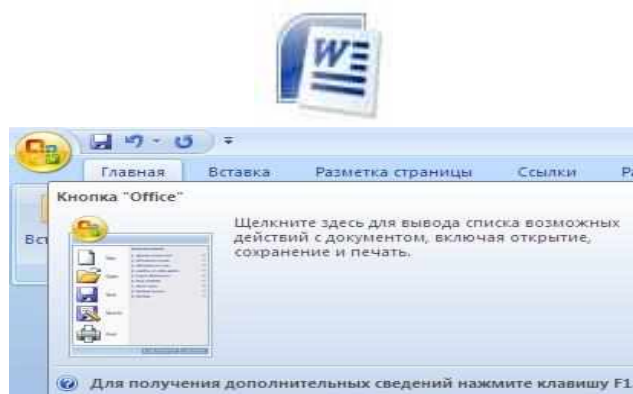 W
Главная Вставка Разметка страницы Ссылки
Кнопка "Office"
Щелкните здесь для вывода списка возможных
действий с документом, включая открытие,
сохранение и печать.
Для получения дополнительных сведений нажмите клавишу F1.